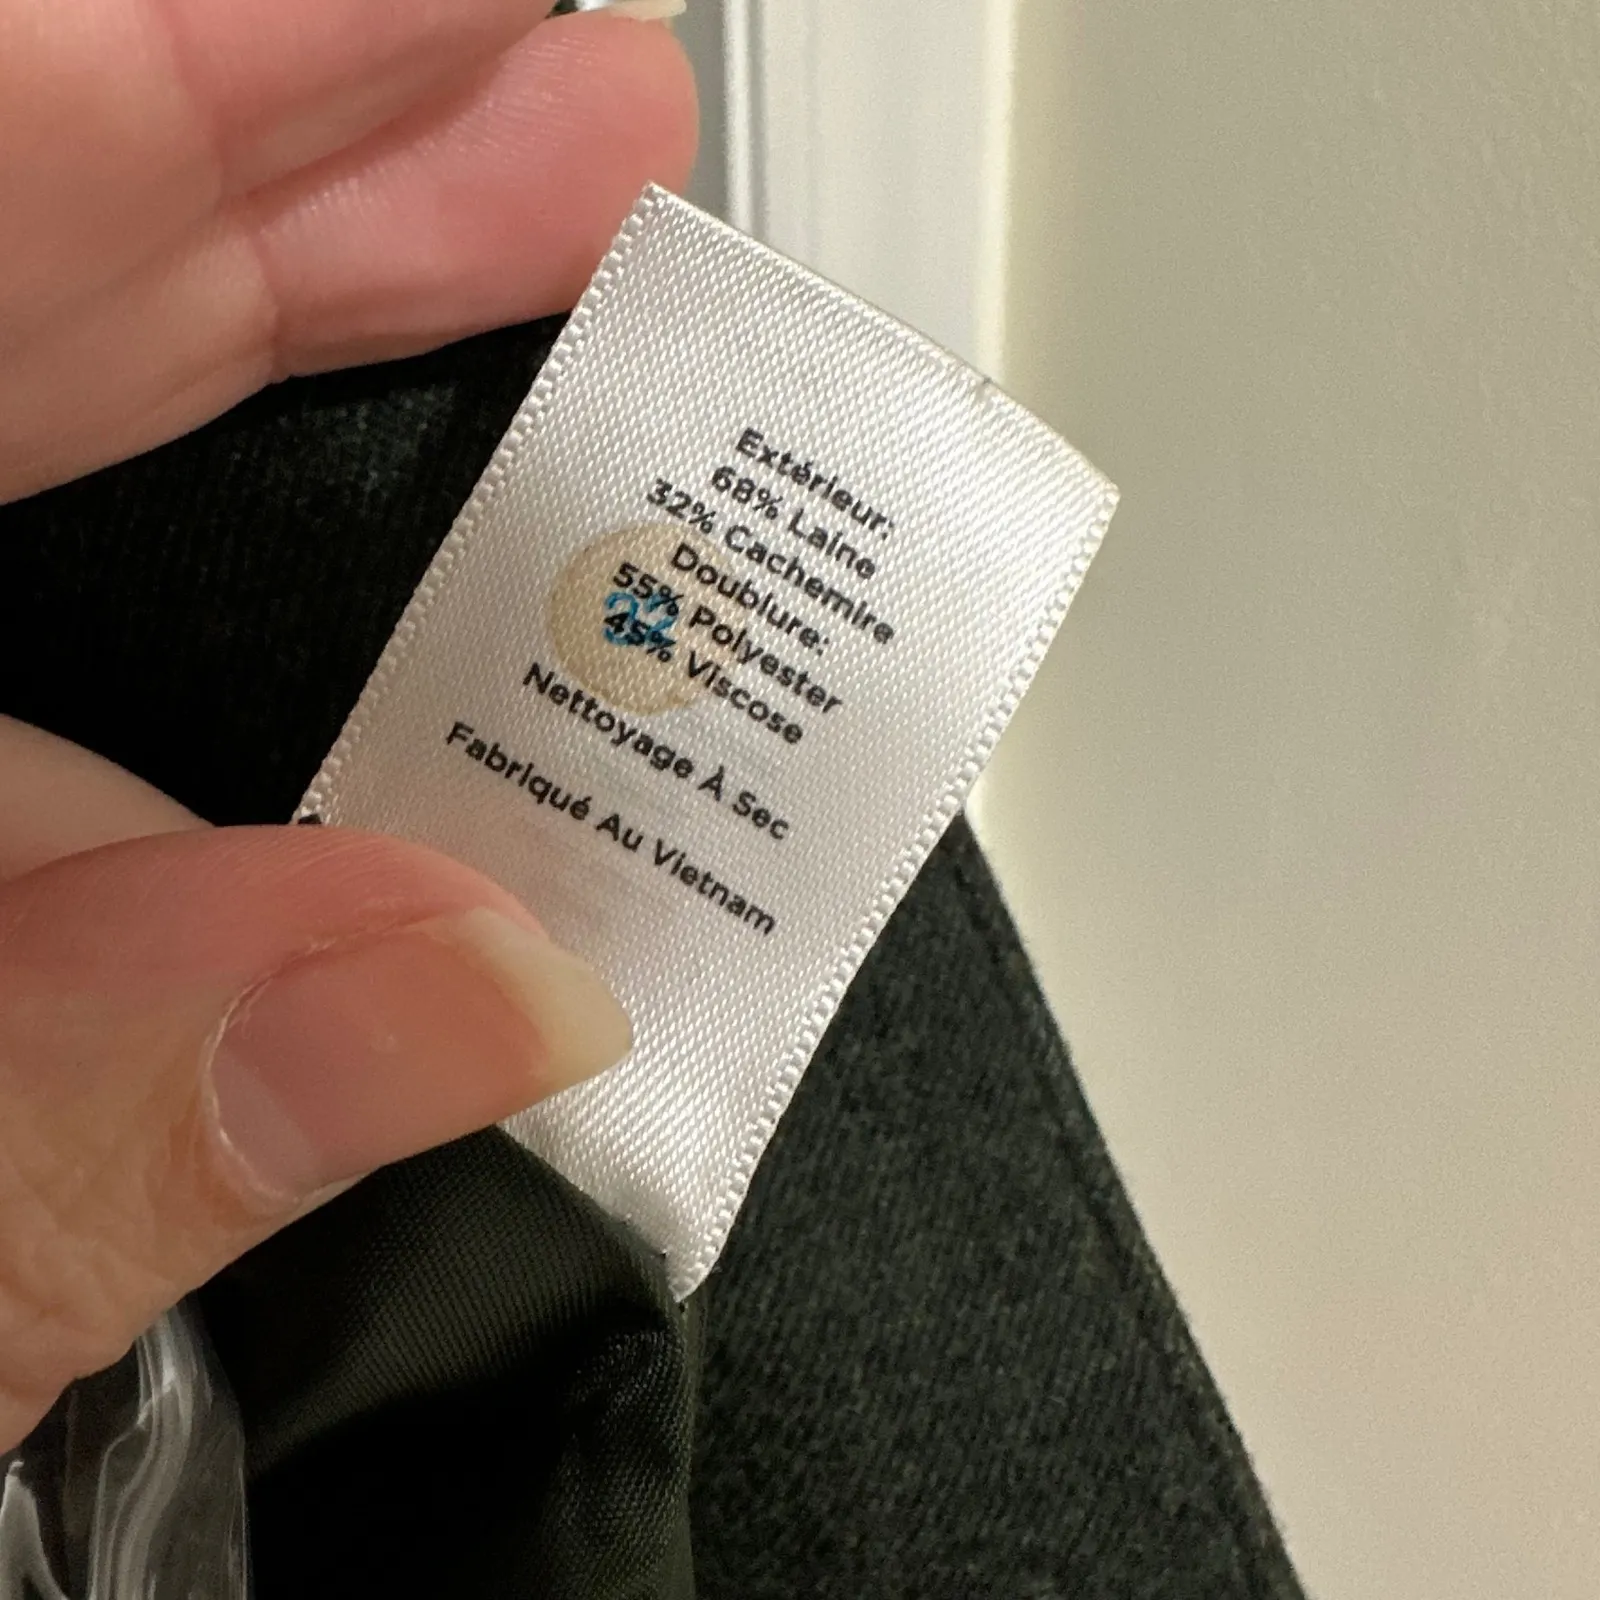 Extérieur:
68% Laine
32% Cachemire
Doublure:
55% Polyester
45% Viscose
Nettoyage À Sec
Fabriqué Au Vietnam